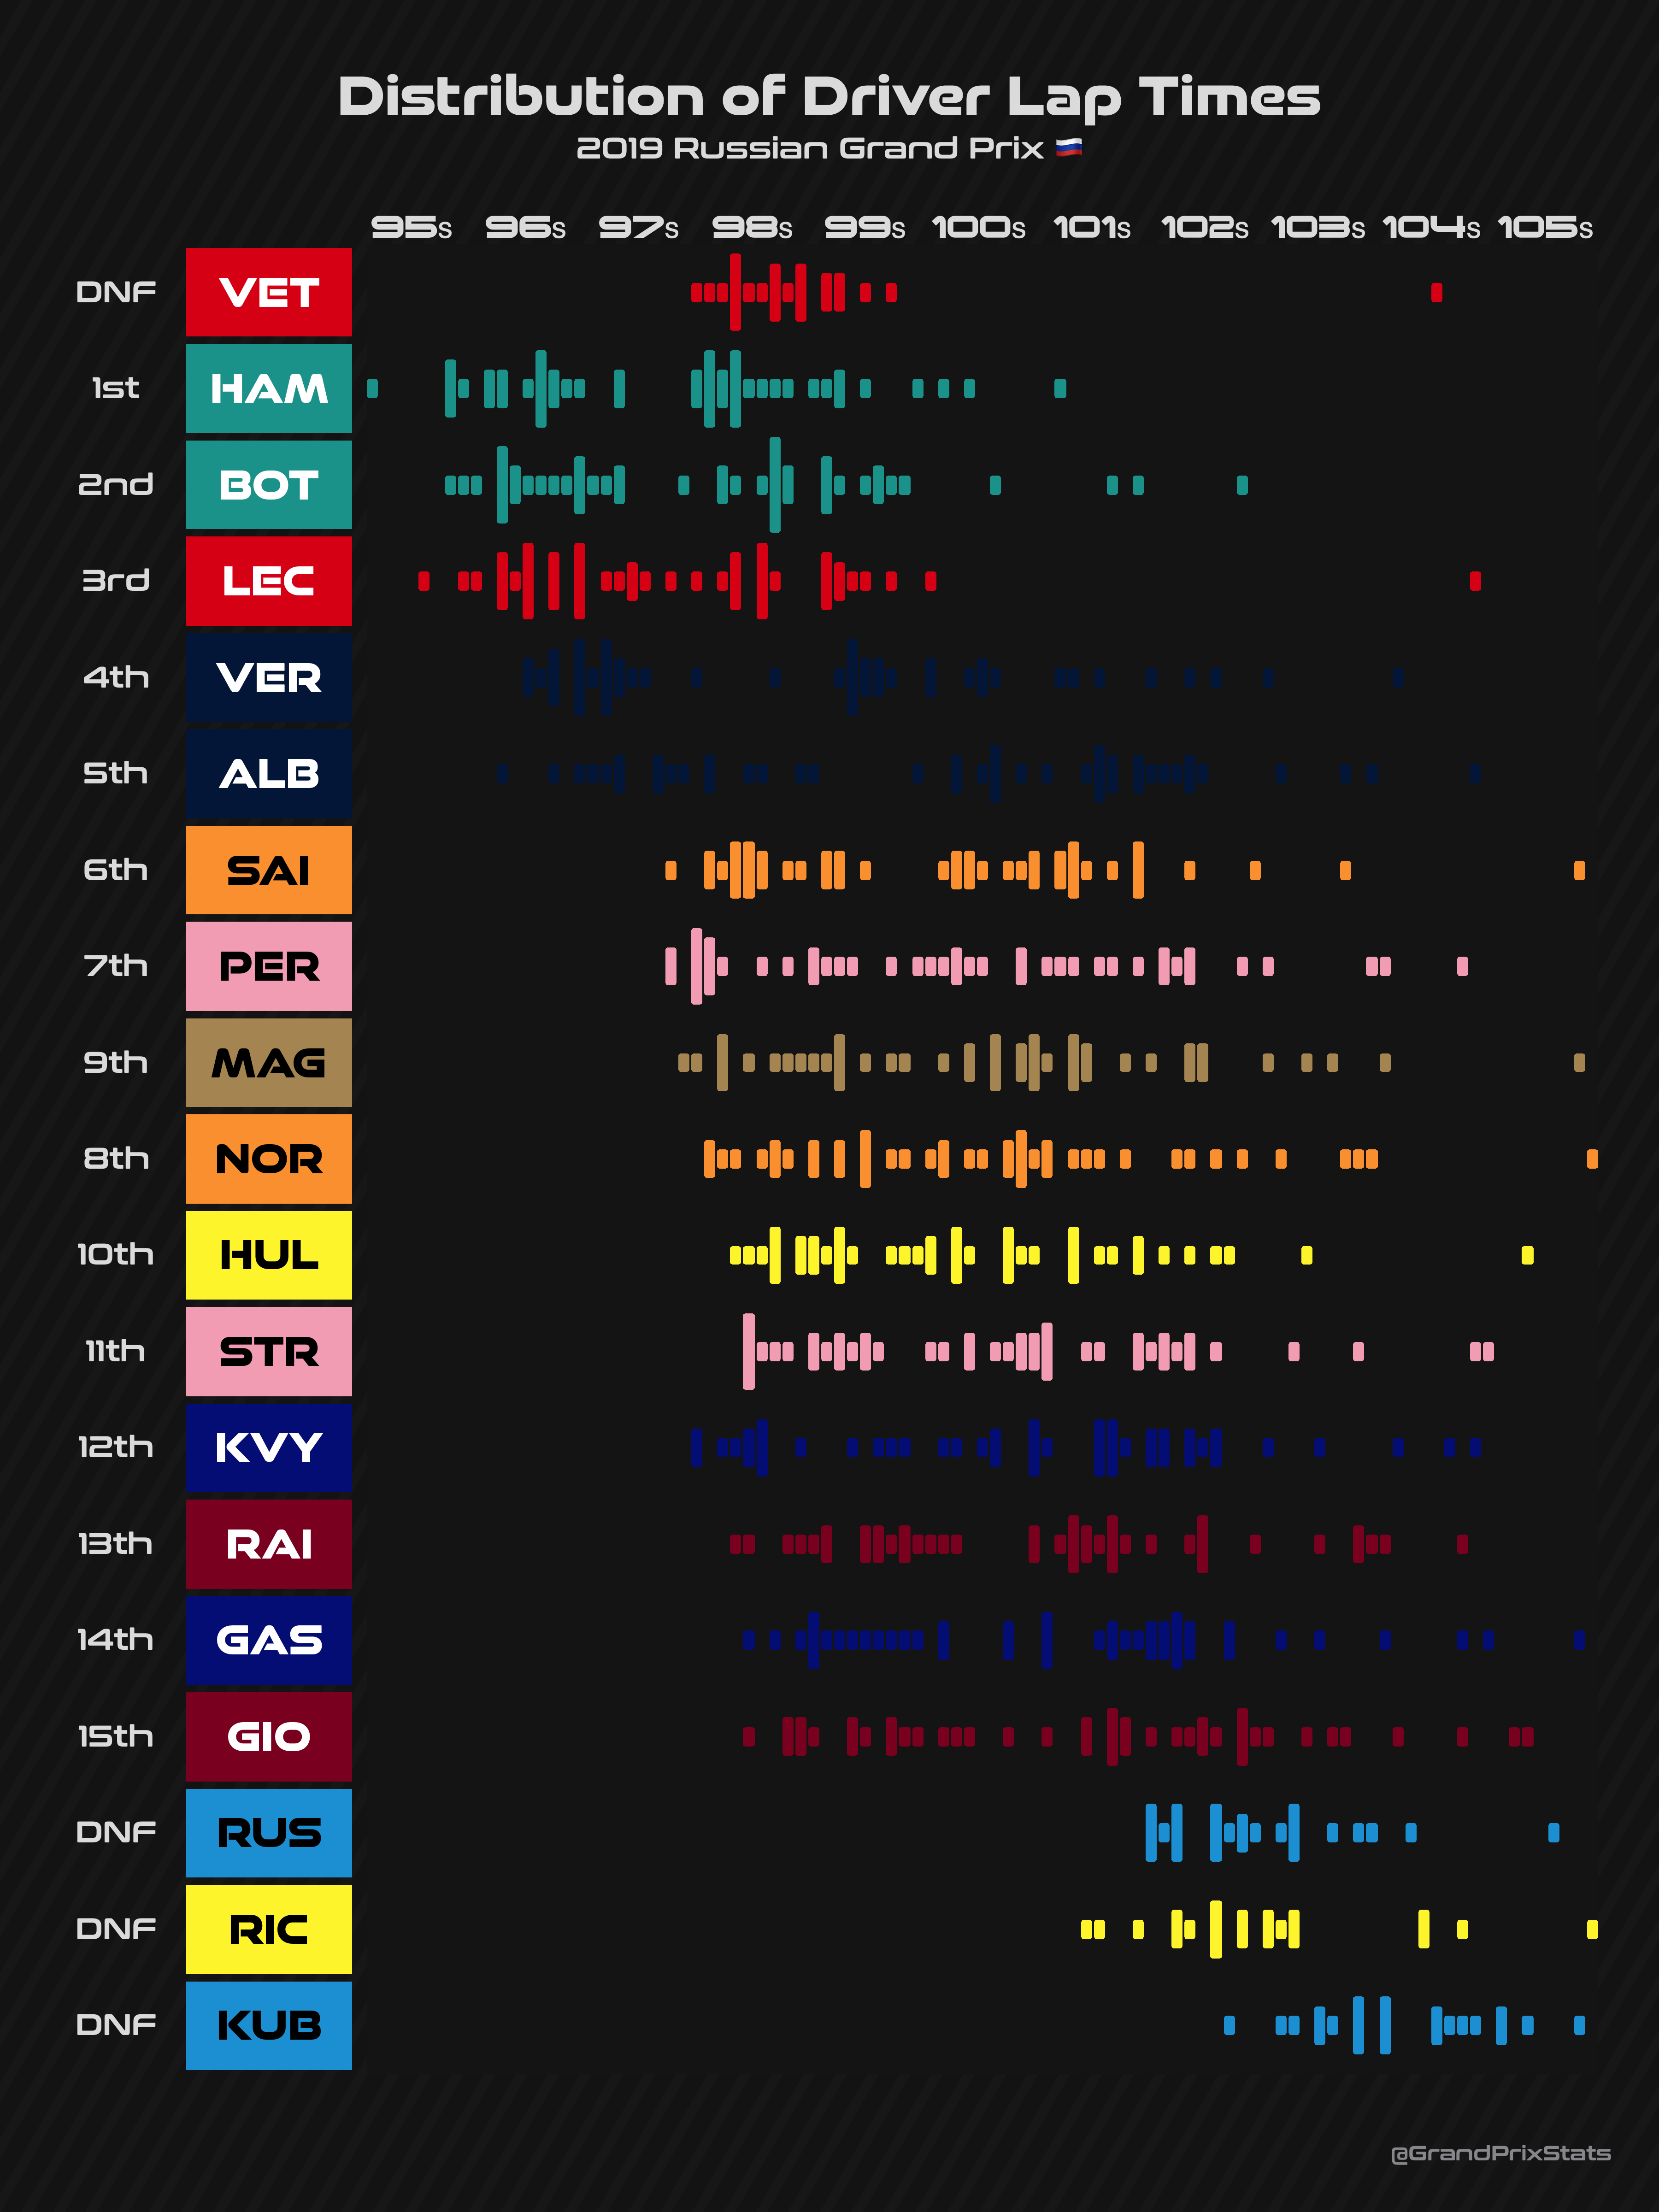 Distribution of Driver Lap Times
2019 Russian Grand Prix 🇷🇺
95s 96s 97s 98s 99s 100s 101s 102s 103s 104s 105s
DNF VET
1st HAM
2nd BOT
3rd LEC
4th VER
5th ALB
6th SAI
7th PER
9th MAG
8th NOR
10th HUL
11th STR
12th KVY
13th RAI
14th GAS
15th GIO
DNF RUS
DNF RIC
DNF KUB
@GrandPrixStats